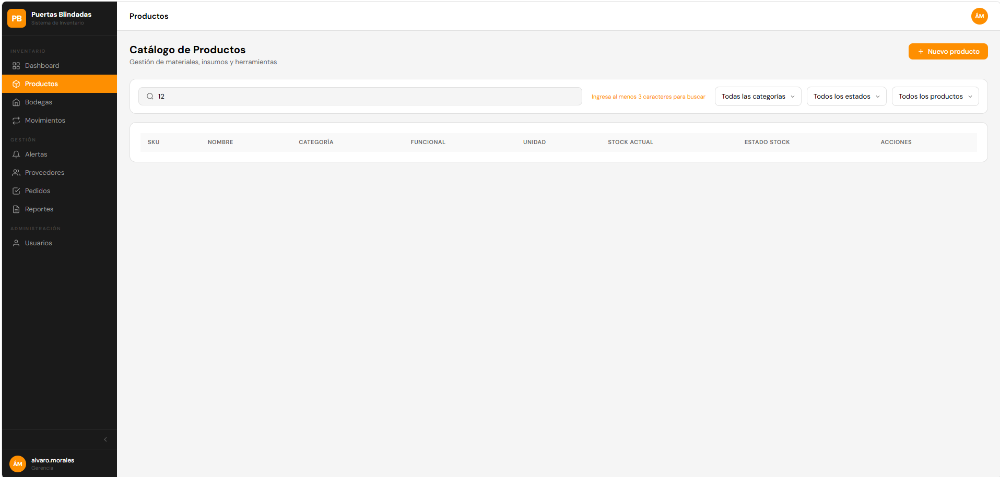 PB
Puertas Blindadas
Sistema de Inventario
INVENTARIO
Dashboard
Productos
Bodegas
Movimientos
GESTIÓN
Alertas
Proveedores
Pedidos
Reportes
ADMINISTRACIÓN
Usuarios
ÁM
alvaro.morales
Gerencia
Productos
ÁM
Catálogo de Productos
Gestión de materiales, insumos y herramientas
+ Nuevo producto
12
Ingresa al menos 3 caracteres para buscar
Todas las categorías
Todos los estados
Todos los productos
SKU NOMBRE CATEGORÍA FUNCIONAL UNIDAD STOCK ACTUAL ESTADO STOCK ACCIONES